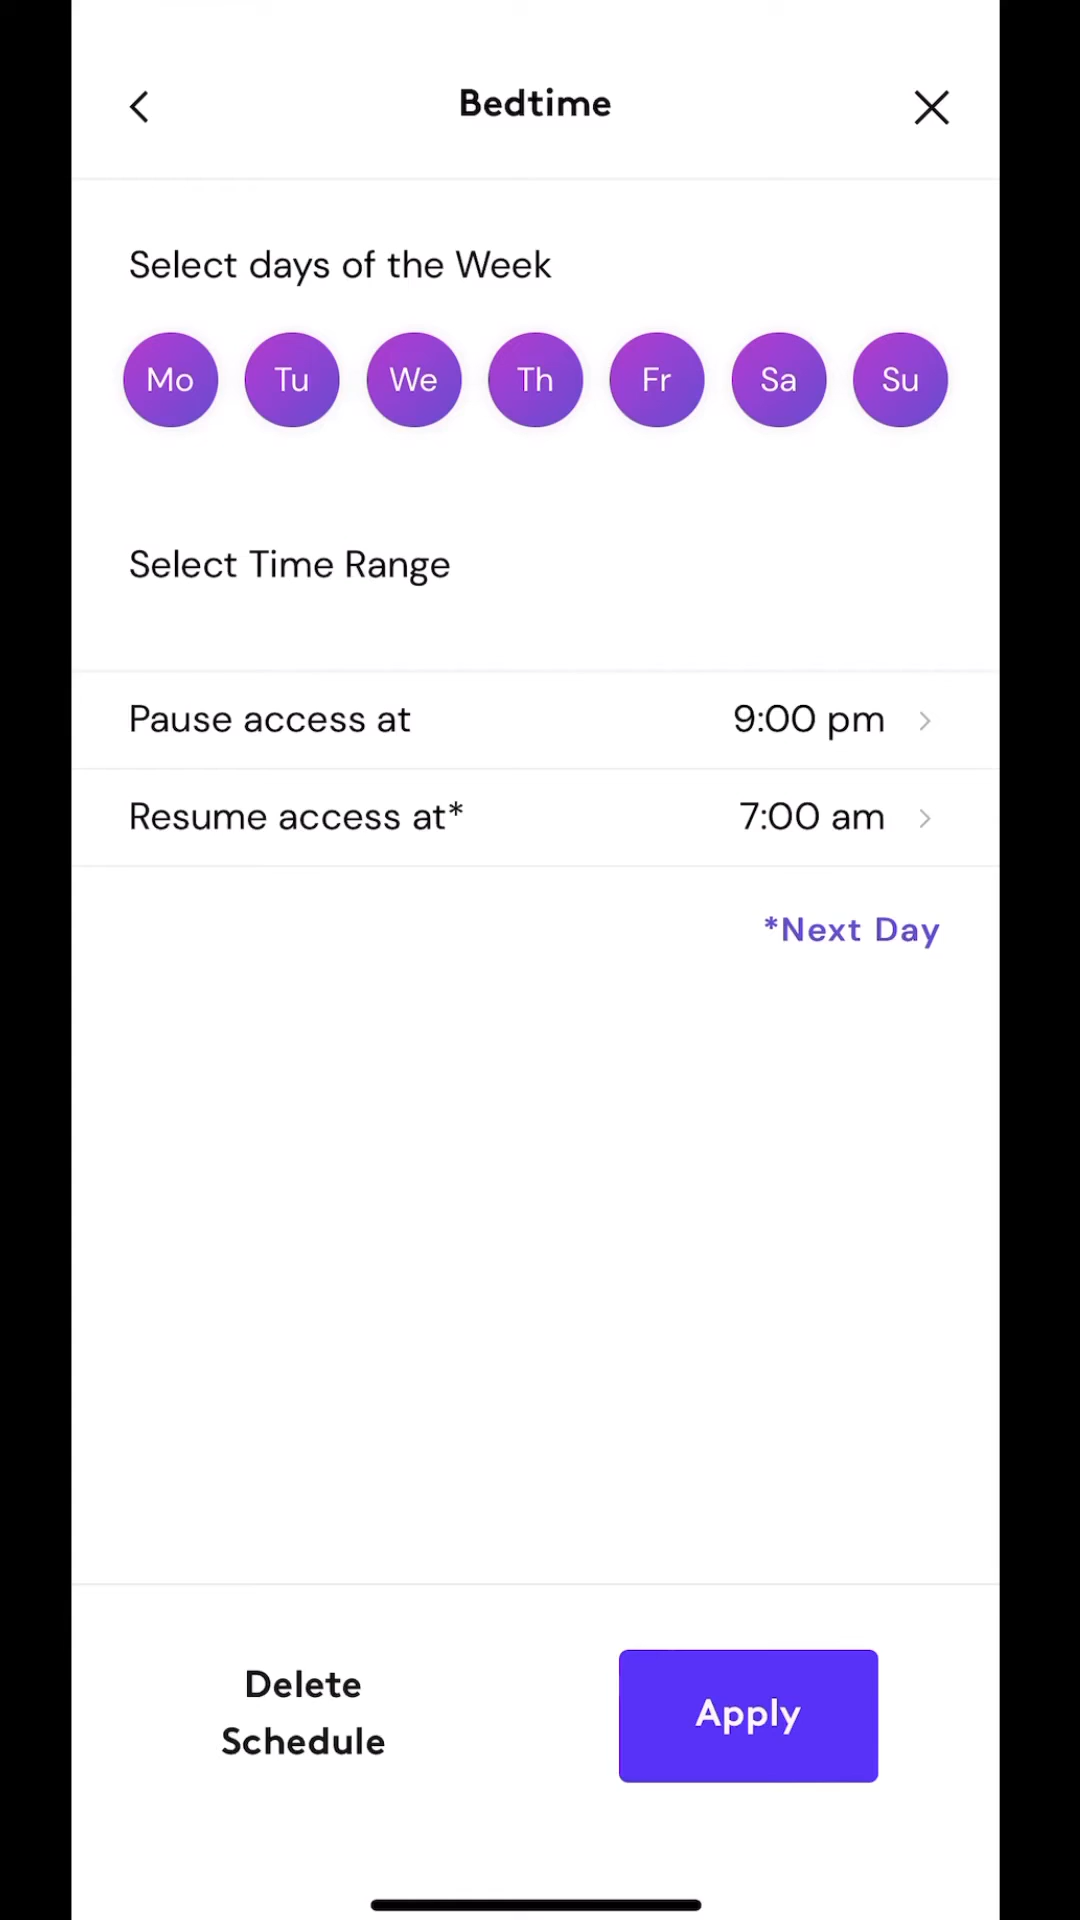 Bedtime
Select days of the Week
Mo Tu We Th Fr Sa Su
Select Time Range
Pause access at 9:00 pm
Resume access at* 7:00 am
*Next Day
Delete
Schedule
Apply